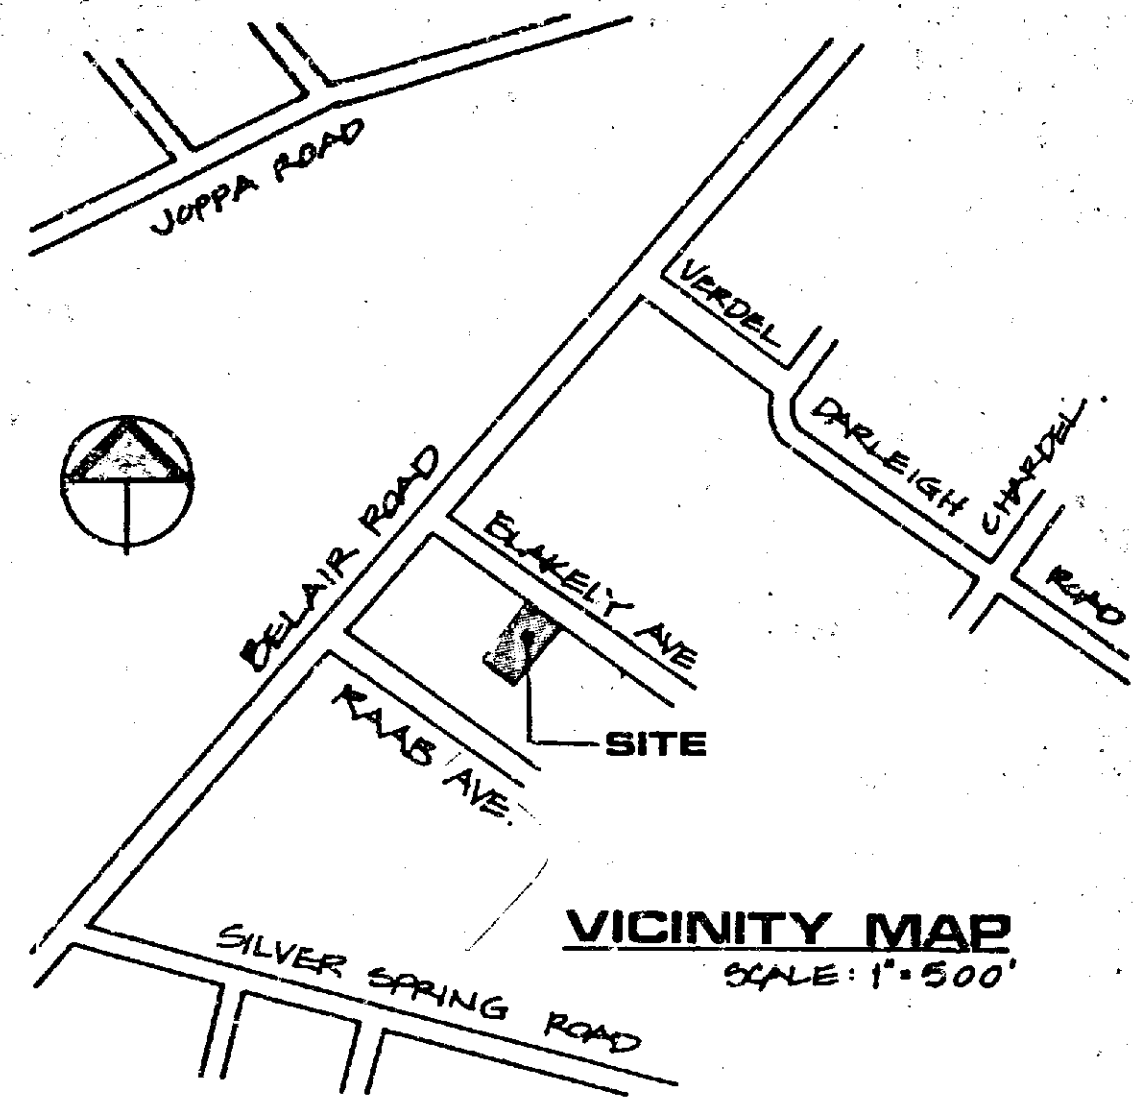 JOPPA ROAD
VERDEL
DARLEIGH
CHARDEL
ROAD
BELAIR ROAD
BLAKELY AVE
RAAB AVE.
SITE
VICINITY MAP
SCALE: 1"=500'
SILVER SPRING ROAD